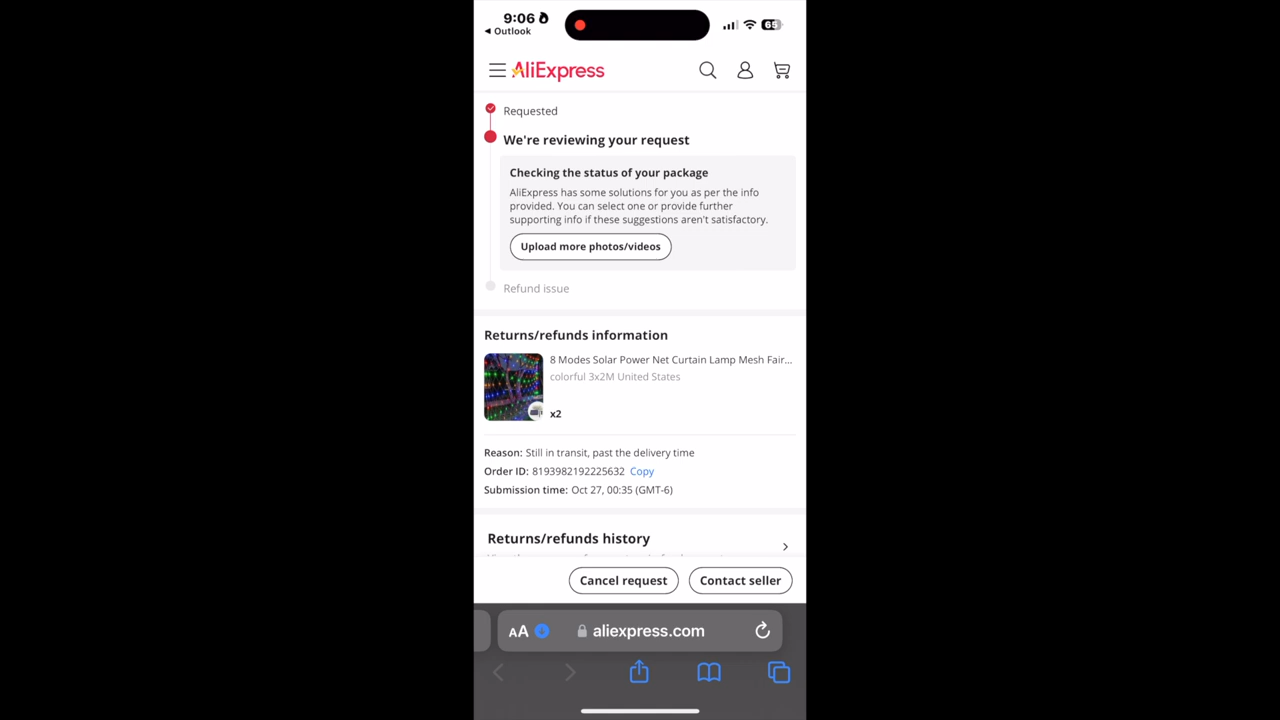 9:06
65
Outlook
AliExpress
Requested
We're reviewing your request
Checking the status of your package
AliExpress has some solutions for you as per the info
provided. You can select one or provide further
supporting info if these suggestions aren't satisfactory.
Upload more photos/videos
Refund issue
Returns/refunds information
8 Modes Solar Power Net Curtain Lamp Mesh Fair...
colorful 3x2M United States
x2
Reason: Still in transit, past the delivery time
Order ID: 8193982192225632 Copy
Submission time: Oct 27, 00:35 (GMT-6)
Returns/refunds history
Cancel request
Contact seller
AA
aliexpress.com